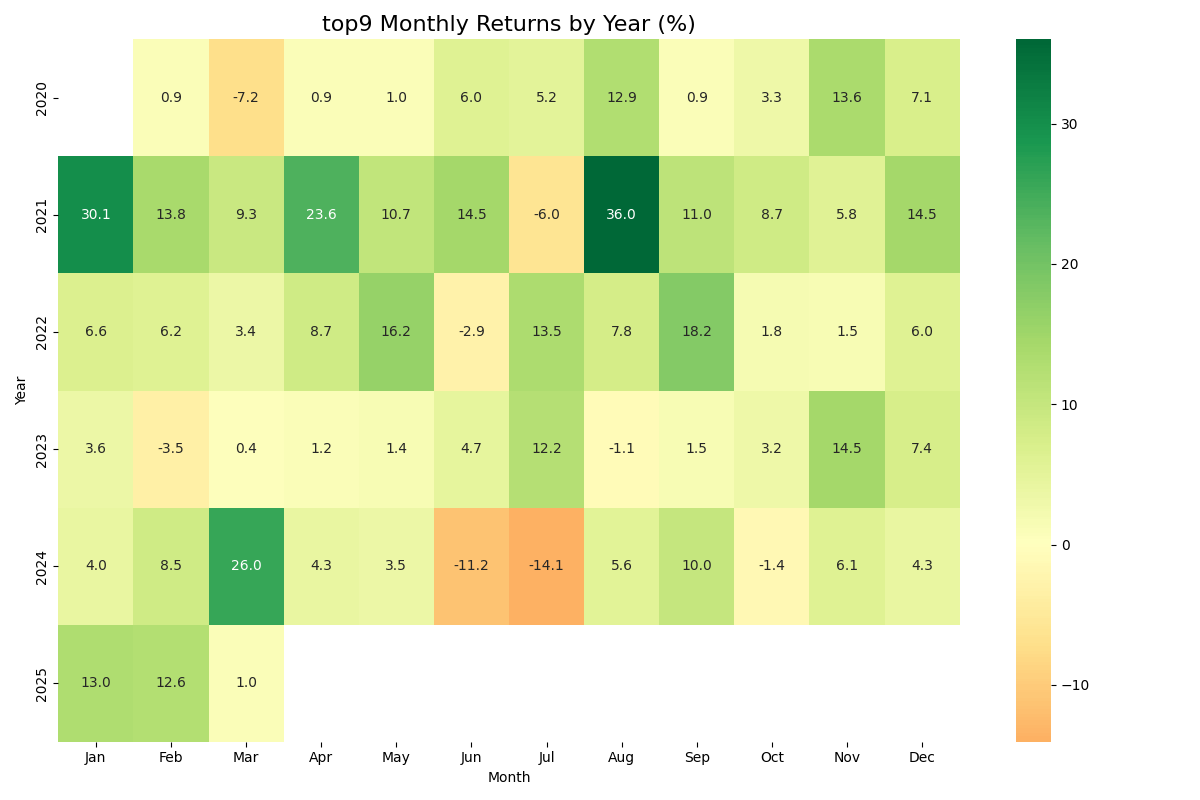 top9 Monthly Returns by Year (%)
2020 0.9 -7.2 0.9 1.0 6.0 5.2 12.9 0.9 3.3 13.6 7.1
2021 30.1 13.8 9.3 23.6 10.7 14.5 -6.0 36.0 11.0 8.7 5.8 14.5
2022 6.6 6.2 3.4 8.7 16.2 -2.9 13.5 7.8 18.2 1.8 1.5 6.0
Year
2023 3.6 -3.5 0.4 1.2 1.4 4.7 12.2 -1.1 1.5 3.2 14.5 7.4
2024 4.0 8.5 26.0 4.3 3.5 -11.2 -14.1 5.6 10.0 -1.4 6.1 4.3
2025 13.0 12.6 1.0
Jan Feb Mar Apr May Jun Jul Aug Sep Oct Nov Dec
Month
30
20
10
0
−10